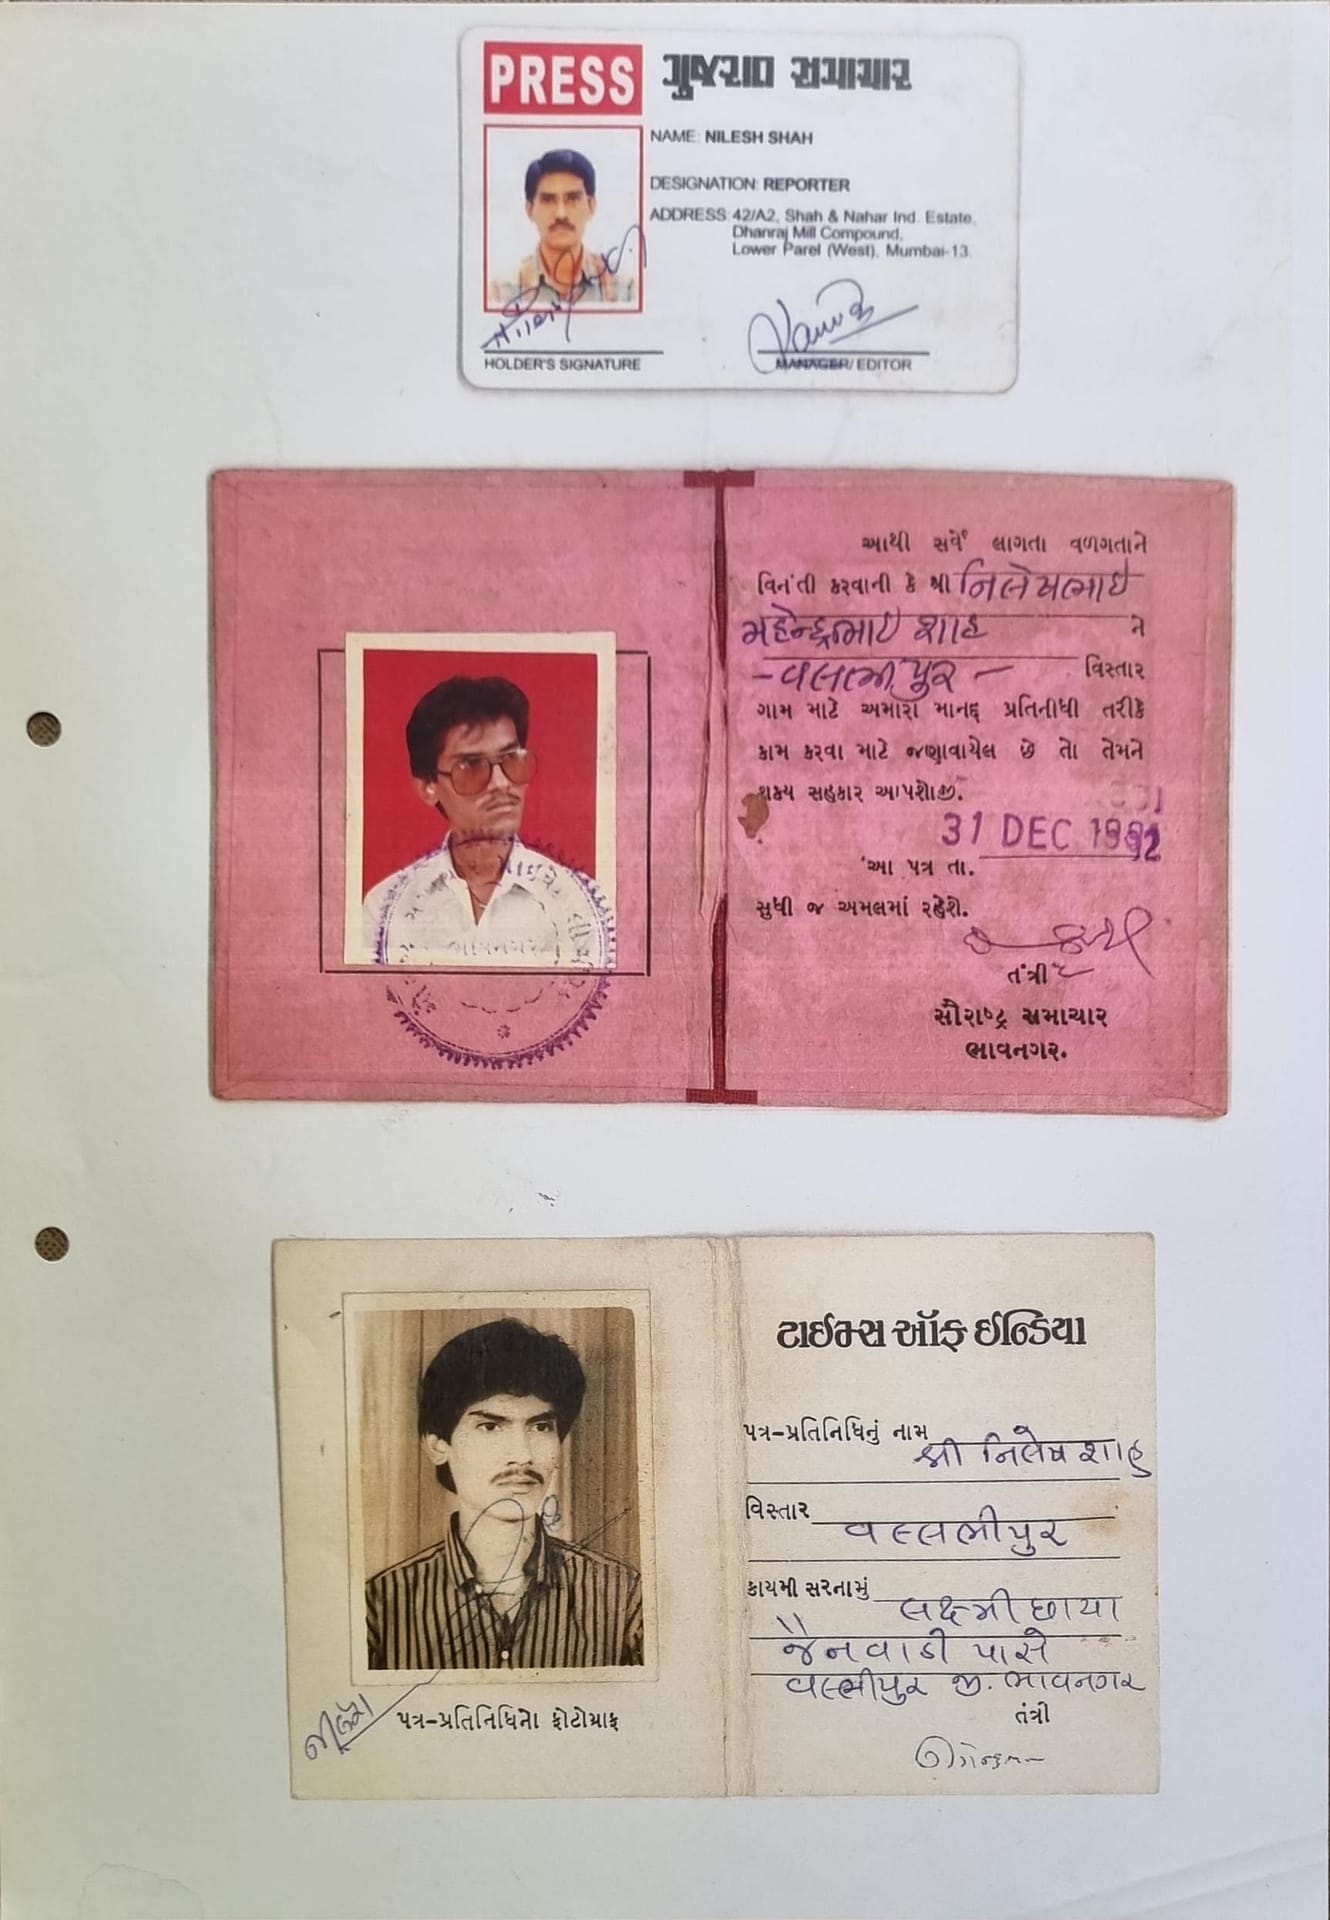 PRESS
ગુજરાત સમાચાર
NAME: NILESH SHAH
DESIGNATION: REPORTER
ADDRESS: 42/A2, Shah & Nahar Ind. Estate,
Dhanraj Mill Compound,
Lower Parel (West), Mumbai-13.
HOLDER'S SIGNATURE
MANAGER/ EDITOR
આથી સર્વે લાગતા વળગતાને
વિનંતી કરવાની કે શ્રી નિલેષભાઈ
મહેન્દ્રભાઈ શાહ ને
- વલભીપુર - વિસ્તાર
ગામ માટે અમારા માનદ્ પ્રતિનીધી તરીકે
કામ કરવા માટે જણાવાયેલ છે તો તેમને
શક્ય સહકાર આપશોજી.
31 DEC 1992
આ પત્ર તા.
સુધી જ અમલમાં રહેશે.
તંત્રી
સૌરાષ્ટ્ર સમાચાર
ભાવનગર.
ભાવનગર
ટાઈમ્સ ઑફ ઈન્ડિયા
પત્ર-પ્રતિનિધિનું નામ
શ્રી નિલેષ શાહ
વિસ્તાર વલ્લભીપુર
કાયમી સરનામું લક્ષ્મી છાયા
જૈનવાડી પાસે
વલ્લભીપુર જી. ભાવનગર
તંત્રી
પત્ર-પ્રતિનિધિનો ફોટોગ્રાફ